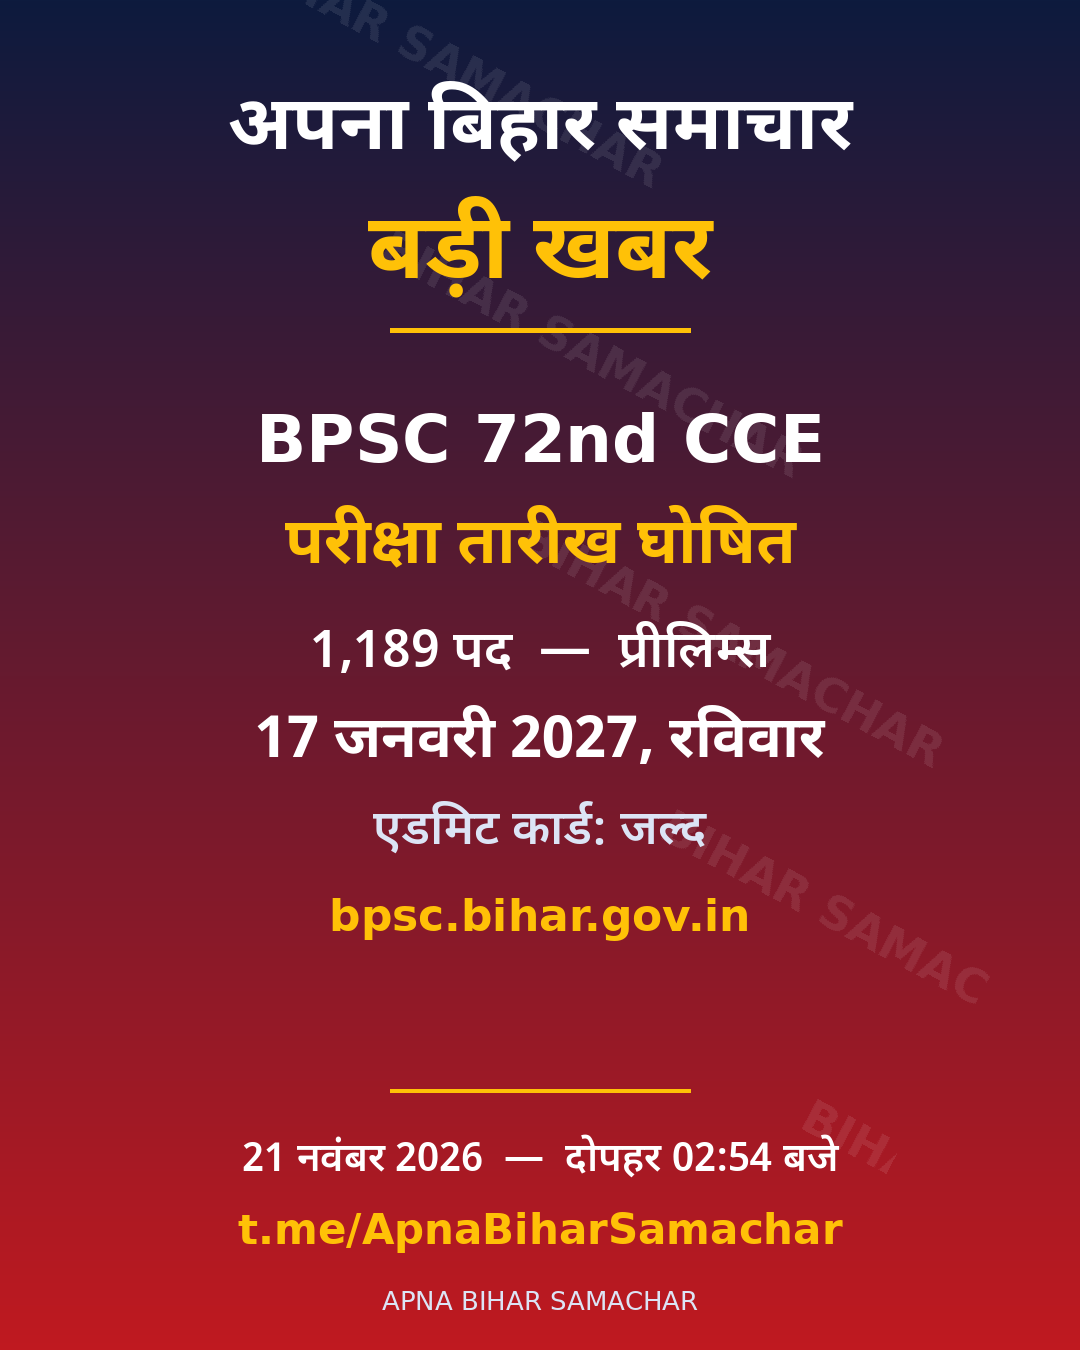 अपना बिहार समाचार
बड़ी खबर
BPSC 72nd CCE
परीक्षा तारीख घोषित
1,189 पद — प्रीलिम्स
17 जनवरी 2027, रविवार
एडमिट कार्ड: जल्द
bpsc.bihar.gov.in
21 नवंबर 2026 — दोपहर 02:54 बजे
t.me/ApnaBiharSamachar
APNA BIHAR SAMACHAR